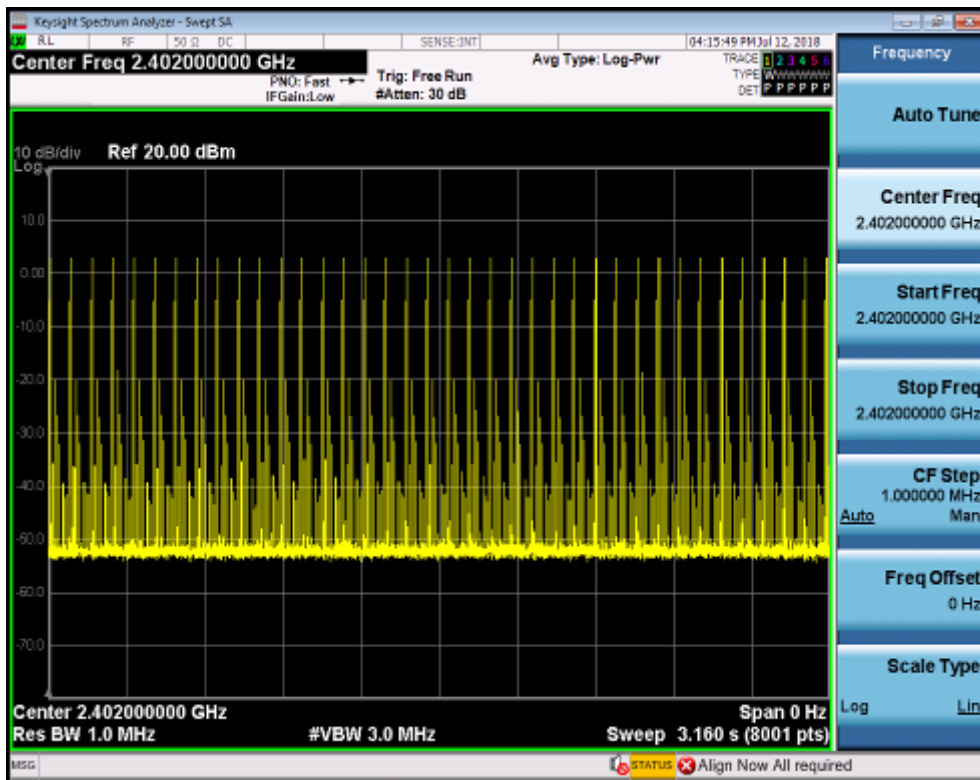 Keysight Spectrum Analyzer - Swept SA
RL RF 50 Ω DC SENSE:INT 04:15:49 PM Jul 12, 2018
Center Freq 2.402000000 GHz
PNO: Fast
IFGain:Low
Trig: Free Run
#Atten: 30 dB
Avg Type: Log-Pwr
TRACE 1 2 3 4 5 6
TYPE
DET P P P P P P
10 dB/div Ref 20.00 dBm
Log
10.0
0.00
-10.0
-20.0
-30.0
-40.0
-50.0
-60.0
-70.0
Center 2.402000000 GHz Span 0 Hz
Res BW 1.0 MHz #VBW 3.0 MHz Sweep 3.160 s (8001 pts)
MSG STATUS Align Now All required
Frequency
Auto Tune
Center Freq
2.402000000 GHz
Start Freq
2.402000000 GHz
Stop Freq
2.402000000 GHz
CF Step
1.000000 MHz
Auto Man
Freq Offset
0 Hz
Scale Type
Log Lin